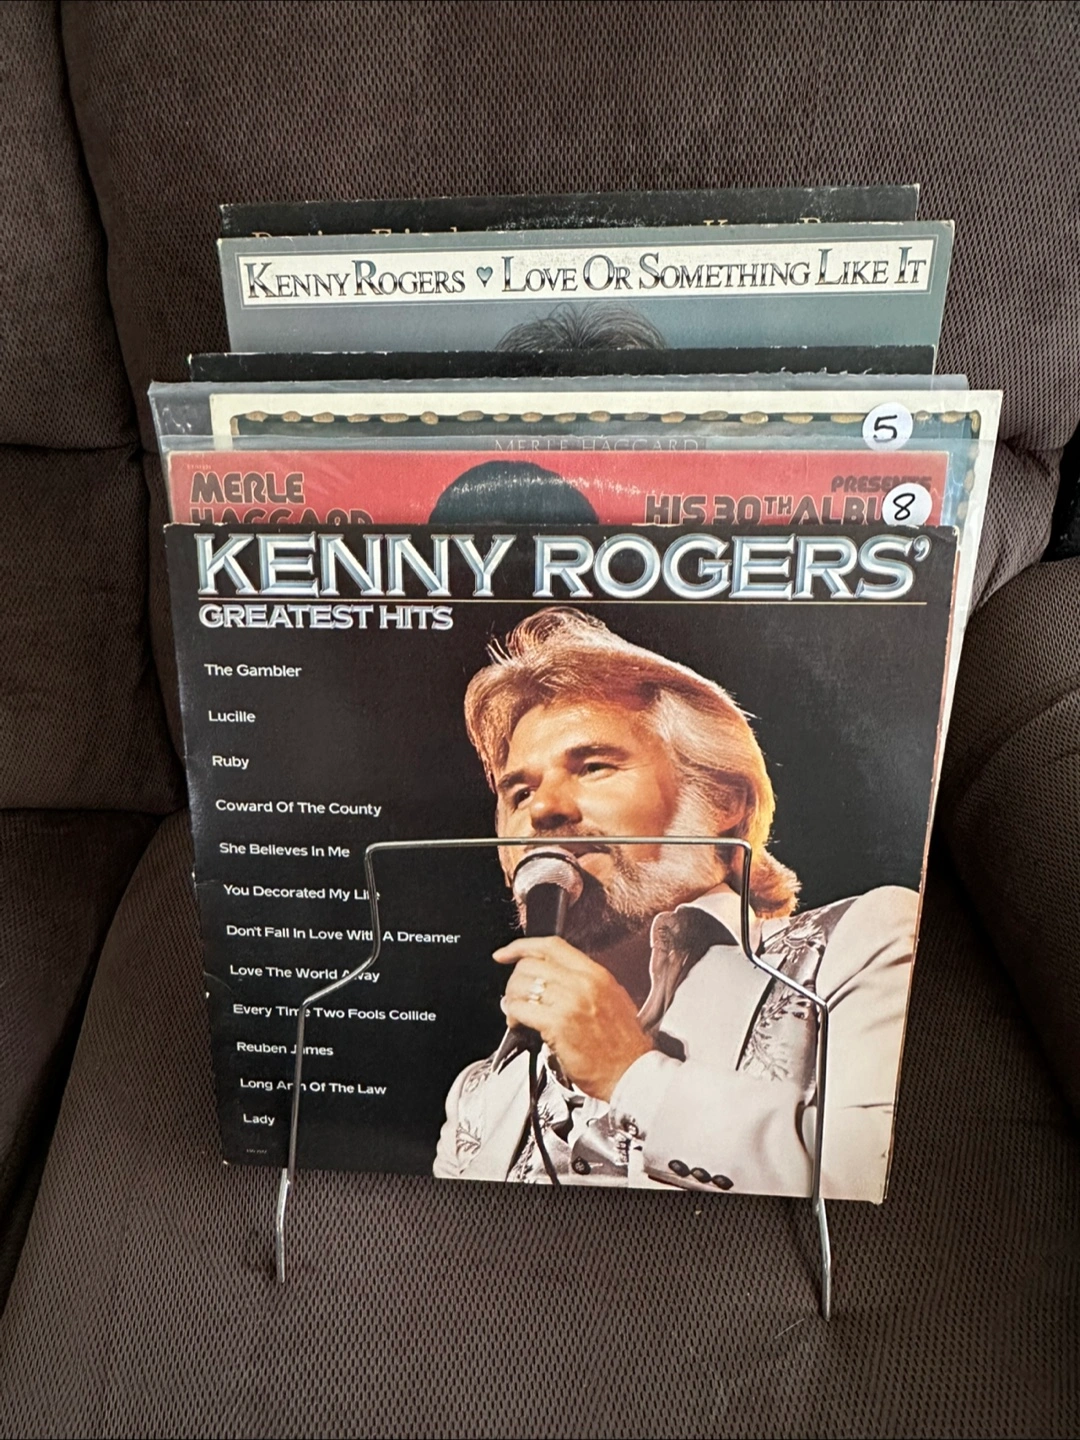 KENNY ROGERS ♥ LOVE OR SOMETHING LIKE IT
5
MERLE HAGGARD
MERLE
HAGGARD
PRESENTS
HIS 30TH ALBUM
8
KENNY ROGERS'
GREATEST HITS
The Gambler
Lucille
Ruby
Coward Of The County
She Believes In Me
You Decorated My Life
Don't Fall In Love With A Dreamer
Love The World Away
Every Time Two Fools Collide
Reuben James
Long Arm Of The Law
Lady